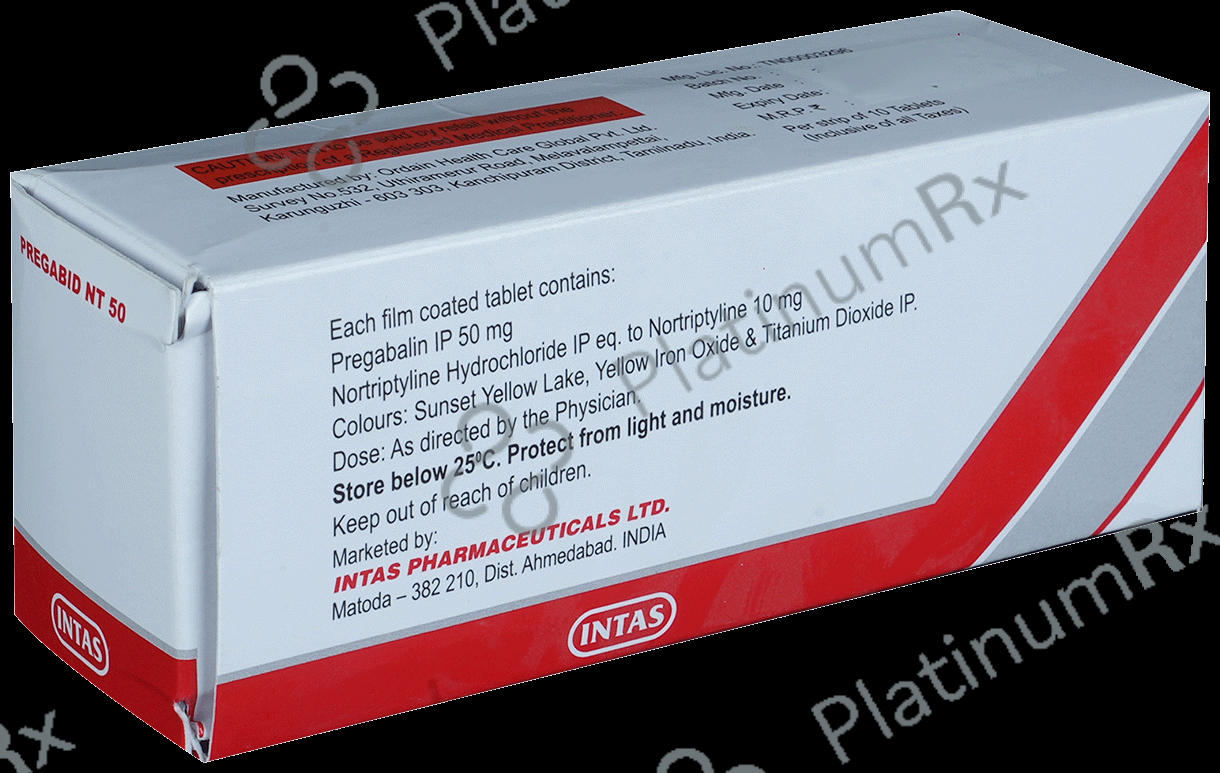 CAUTION: Not to be sold by retail without the
prescription of a Registered Medical Practitioner.
Manufactured by: Ordain Health Care Global Pvt. Ltd.
Survey No.532, Uthiramerur Road, Melavalampettai,
Karunguzhi - 603 303, Kanchipuram District, Tamilnadu, India.
Mfg. Lic. No.: TN00003296
Batch No. :
Mfg. Date :
Expiry Date:
M.R.P. ₹ :
Per strip of 10 Tablets
(Inclusive of all Taxes)
PREGABID NT 50
Each film coated tablet contains:
Pregabalin IP 50 mg
Nortriptyline Hydrochloride IP eq. to Nortriptyline 10 mg
Colours: Sunset Yellow Lake, Yellow Iron Oxide & Titanium Dioxide IP.
Dose: As directed by the Physician.
Store below 25⁰C. Protect from light and moisture.
Keep out of reach of children.
Marketed by:
INTAS PHARMACEUTICALS LTD.
Matoda – 382 210, Dist. Ahmedabad. INDIA
INTAS
INTAS
PlatinumRx
PlatinumRx
Platinum
Rx